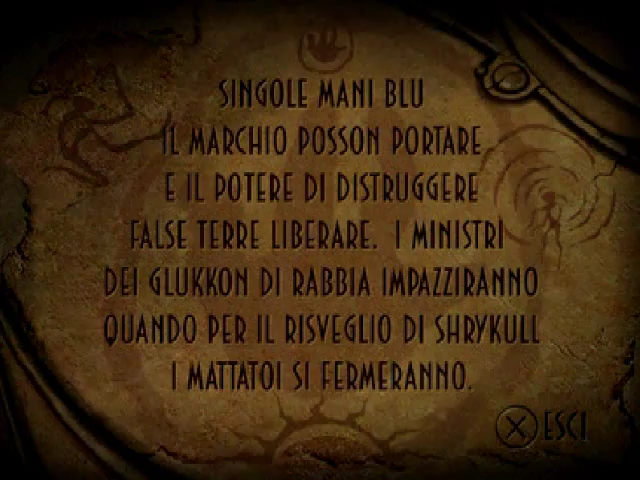 SINGOLE MANI BLU
IL MARCHIO POSSON PORTARE
E IL POTERE DI DISTRUGGERE
FALSE TERRE LIBERARE. I MINISTRI
DEI GLUKKON DI RABBIA IMPAZZIRANNO
QUANDO PER IL RISVEGLIO DI SHRYKULL
I MATTATOI SI FERMERANNO.
X ESCI